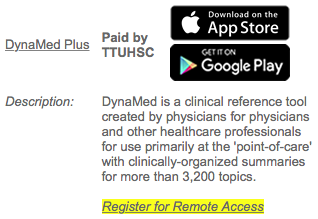 DynaMed Plus
Paid by
TTUHSC
Download on the
App Store
GET IT ON
Google Play
Description:
DynaMed is a clinical reference tool
created by physicians for physicians
and other healthcare professionals
for use primarily at the 'point-of-care'
with clinically-organized summaries
for more than 3,200 topics.
Register for Remote Access